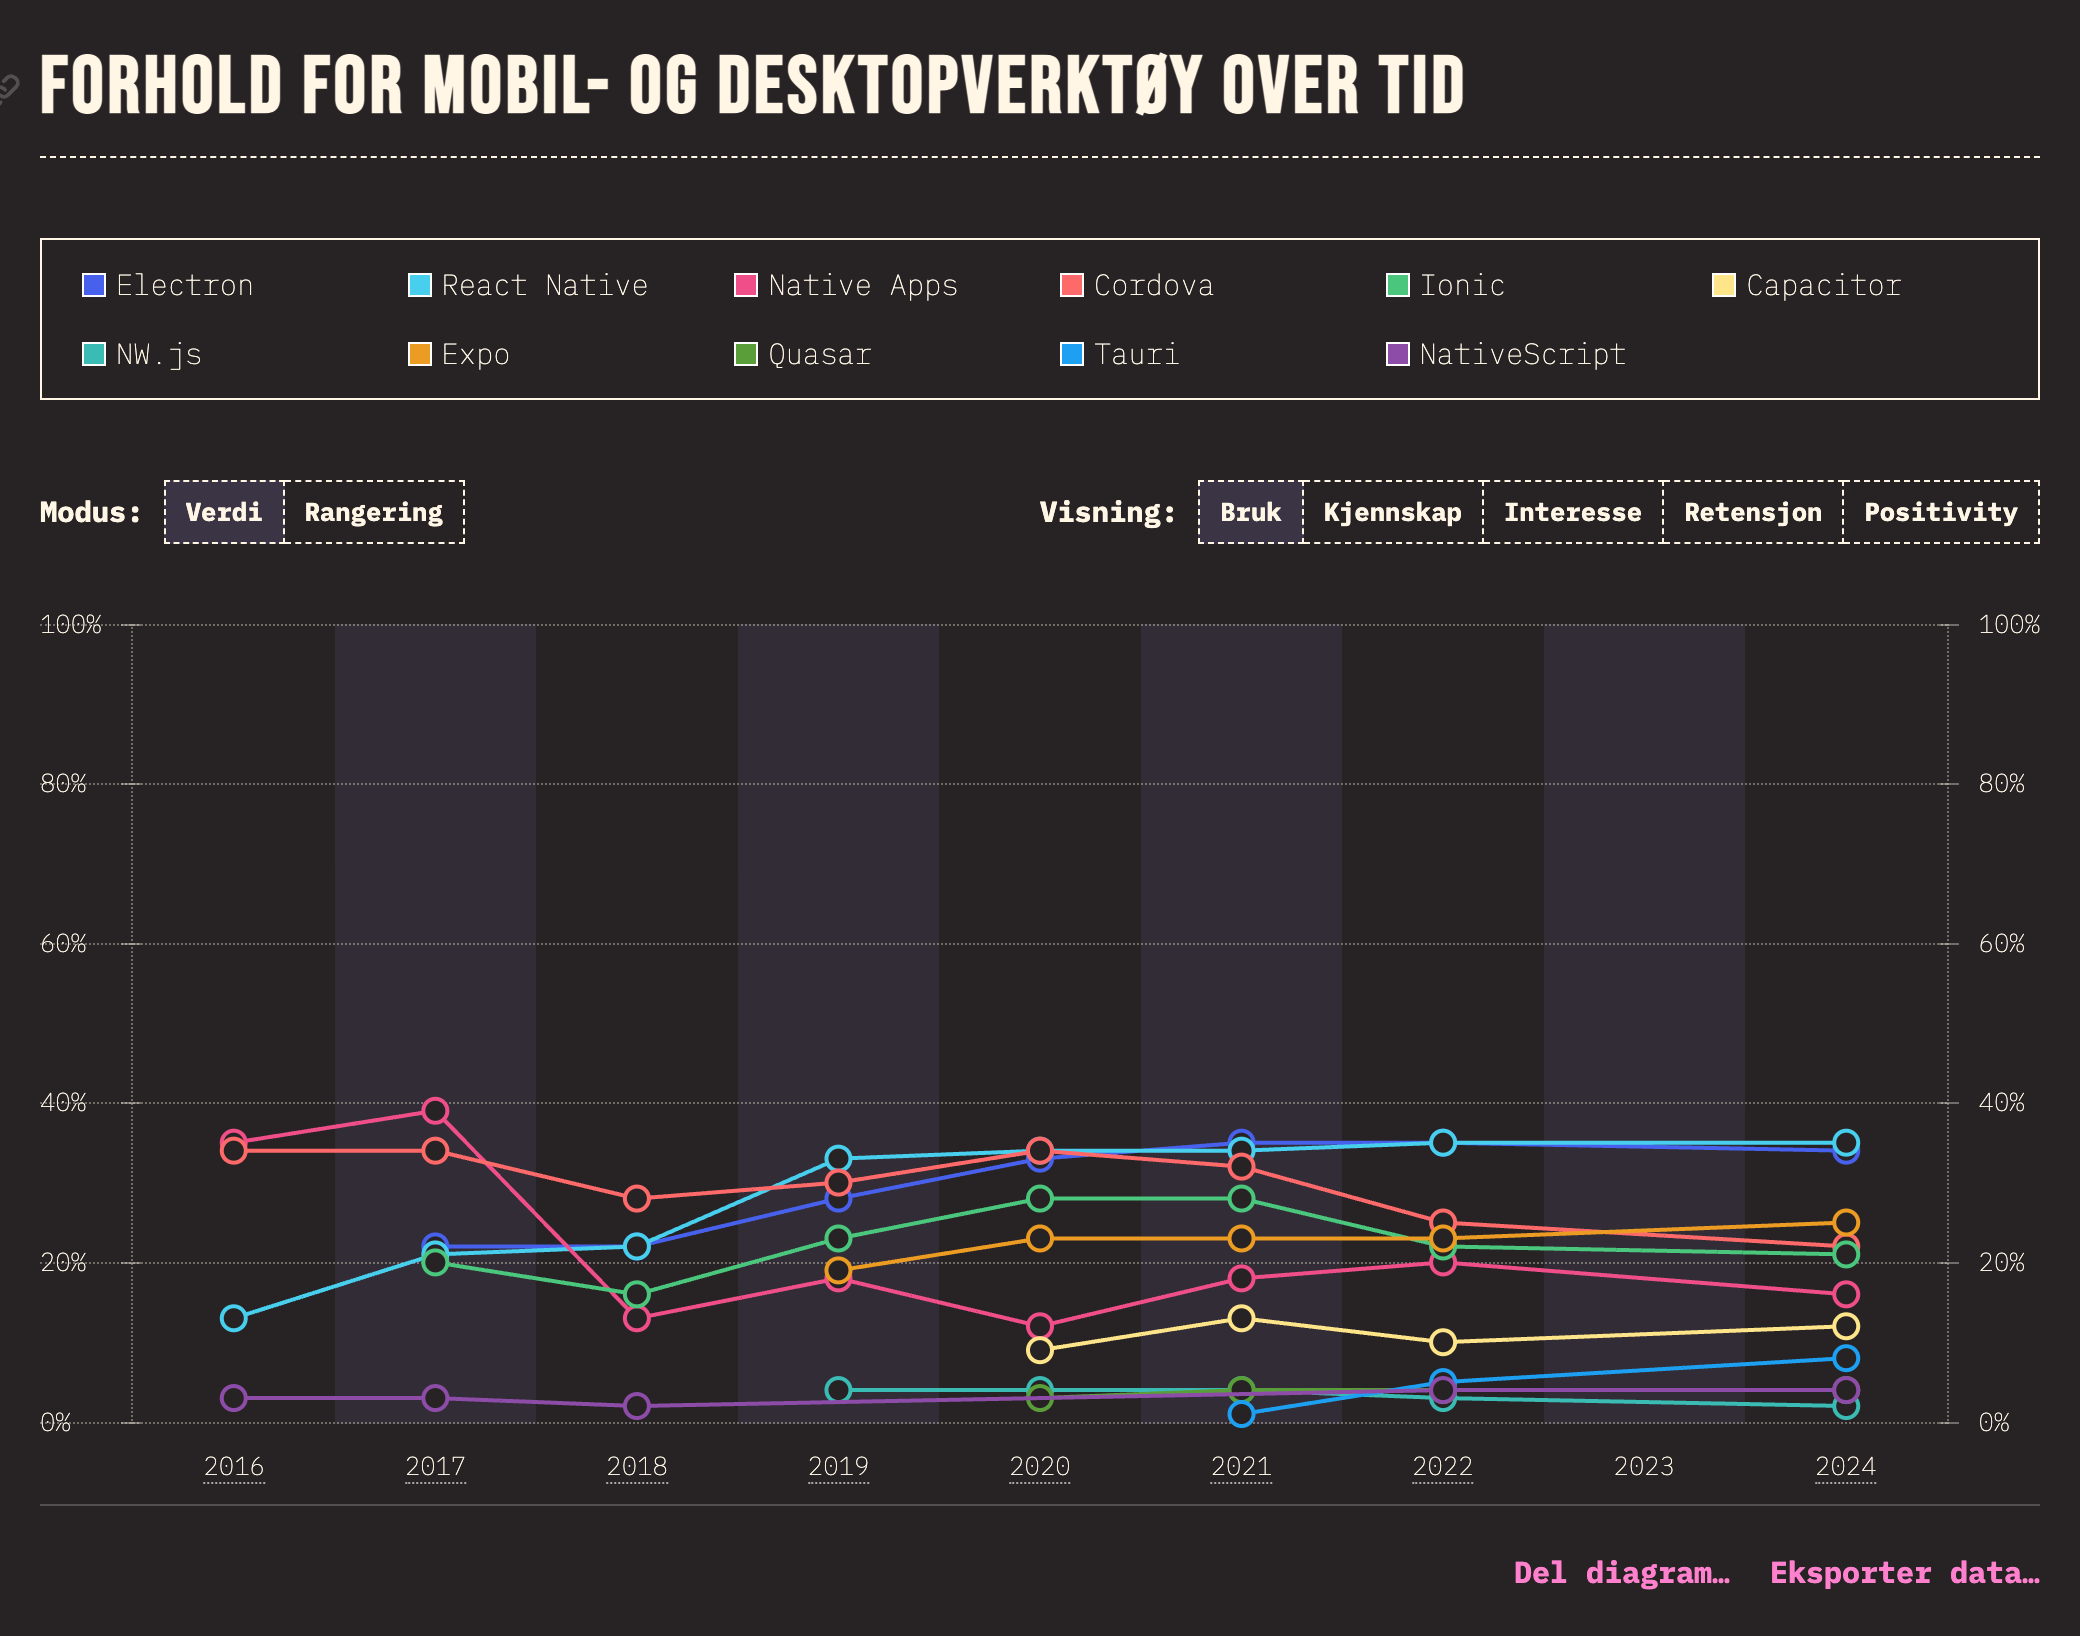 FORHOLD FOR MOBIL- OG DESKTOPVERKTØY OVER TID
Electron React Native Native Apps Cordova Ionic Capacitor
NW.js Expo Quasar Tauri NativeScript
Modus: Verdi Rangering Visning: Bruk Kjennskap Interesse Retensjon Positivity
100% 100%
80% 80%
60% 60%
40% 40%
20% 20%
0% 0%
2016 2017 2018 2019 2020 2021 2022 2023 2024
Del diagram… Eksporter data…